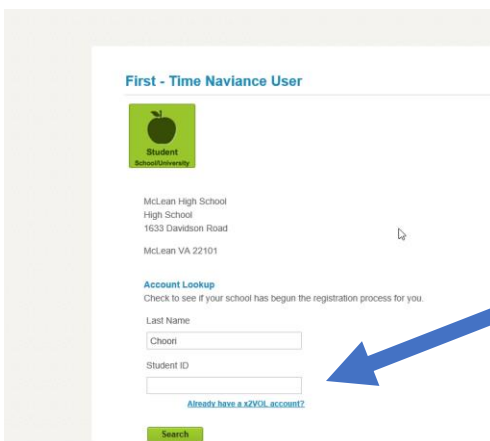 First - Time Naviance User
Student
School/University
McLean High School
High School
1633 Davidson Road
McLean VA 22101
Account Lookup
Check to see if your school has begun the registration process for you.
Last Name
Choori
Student ID
Already have a x2VOL account?
Search